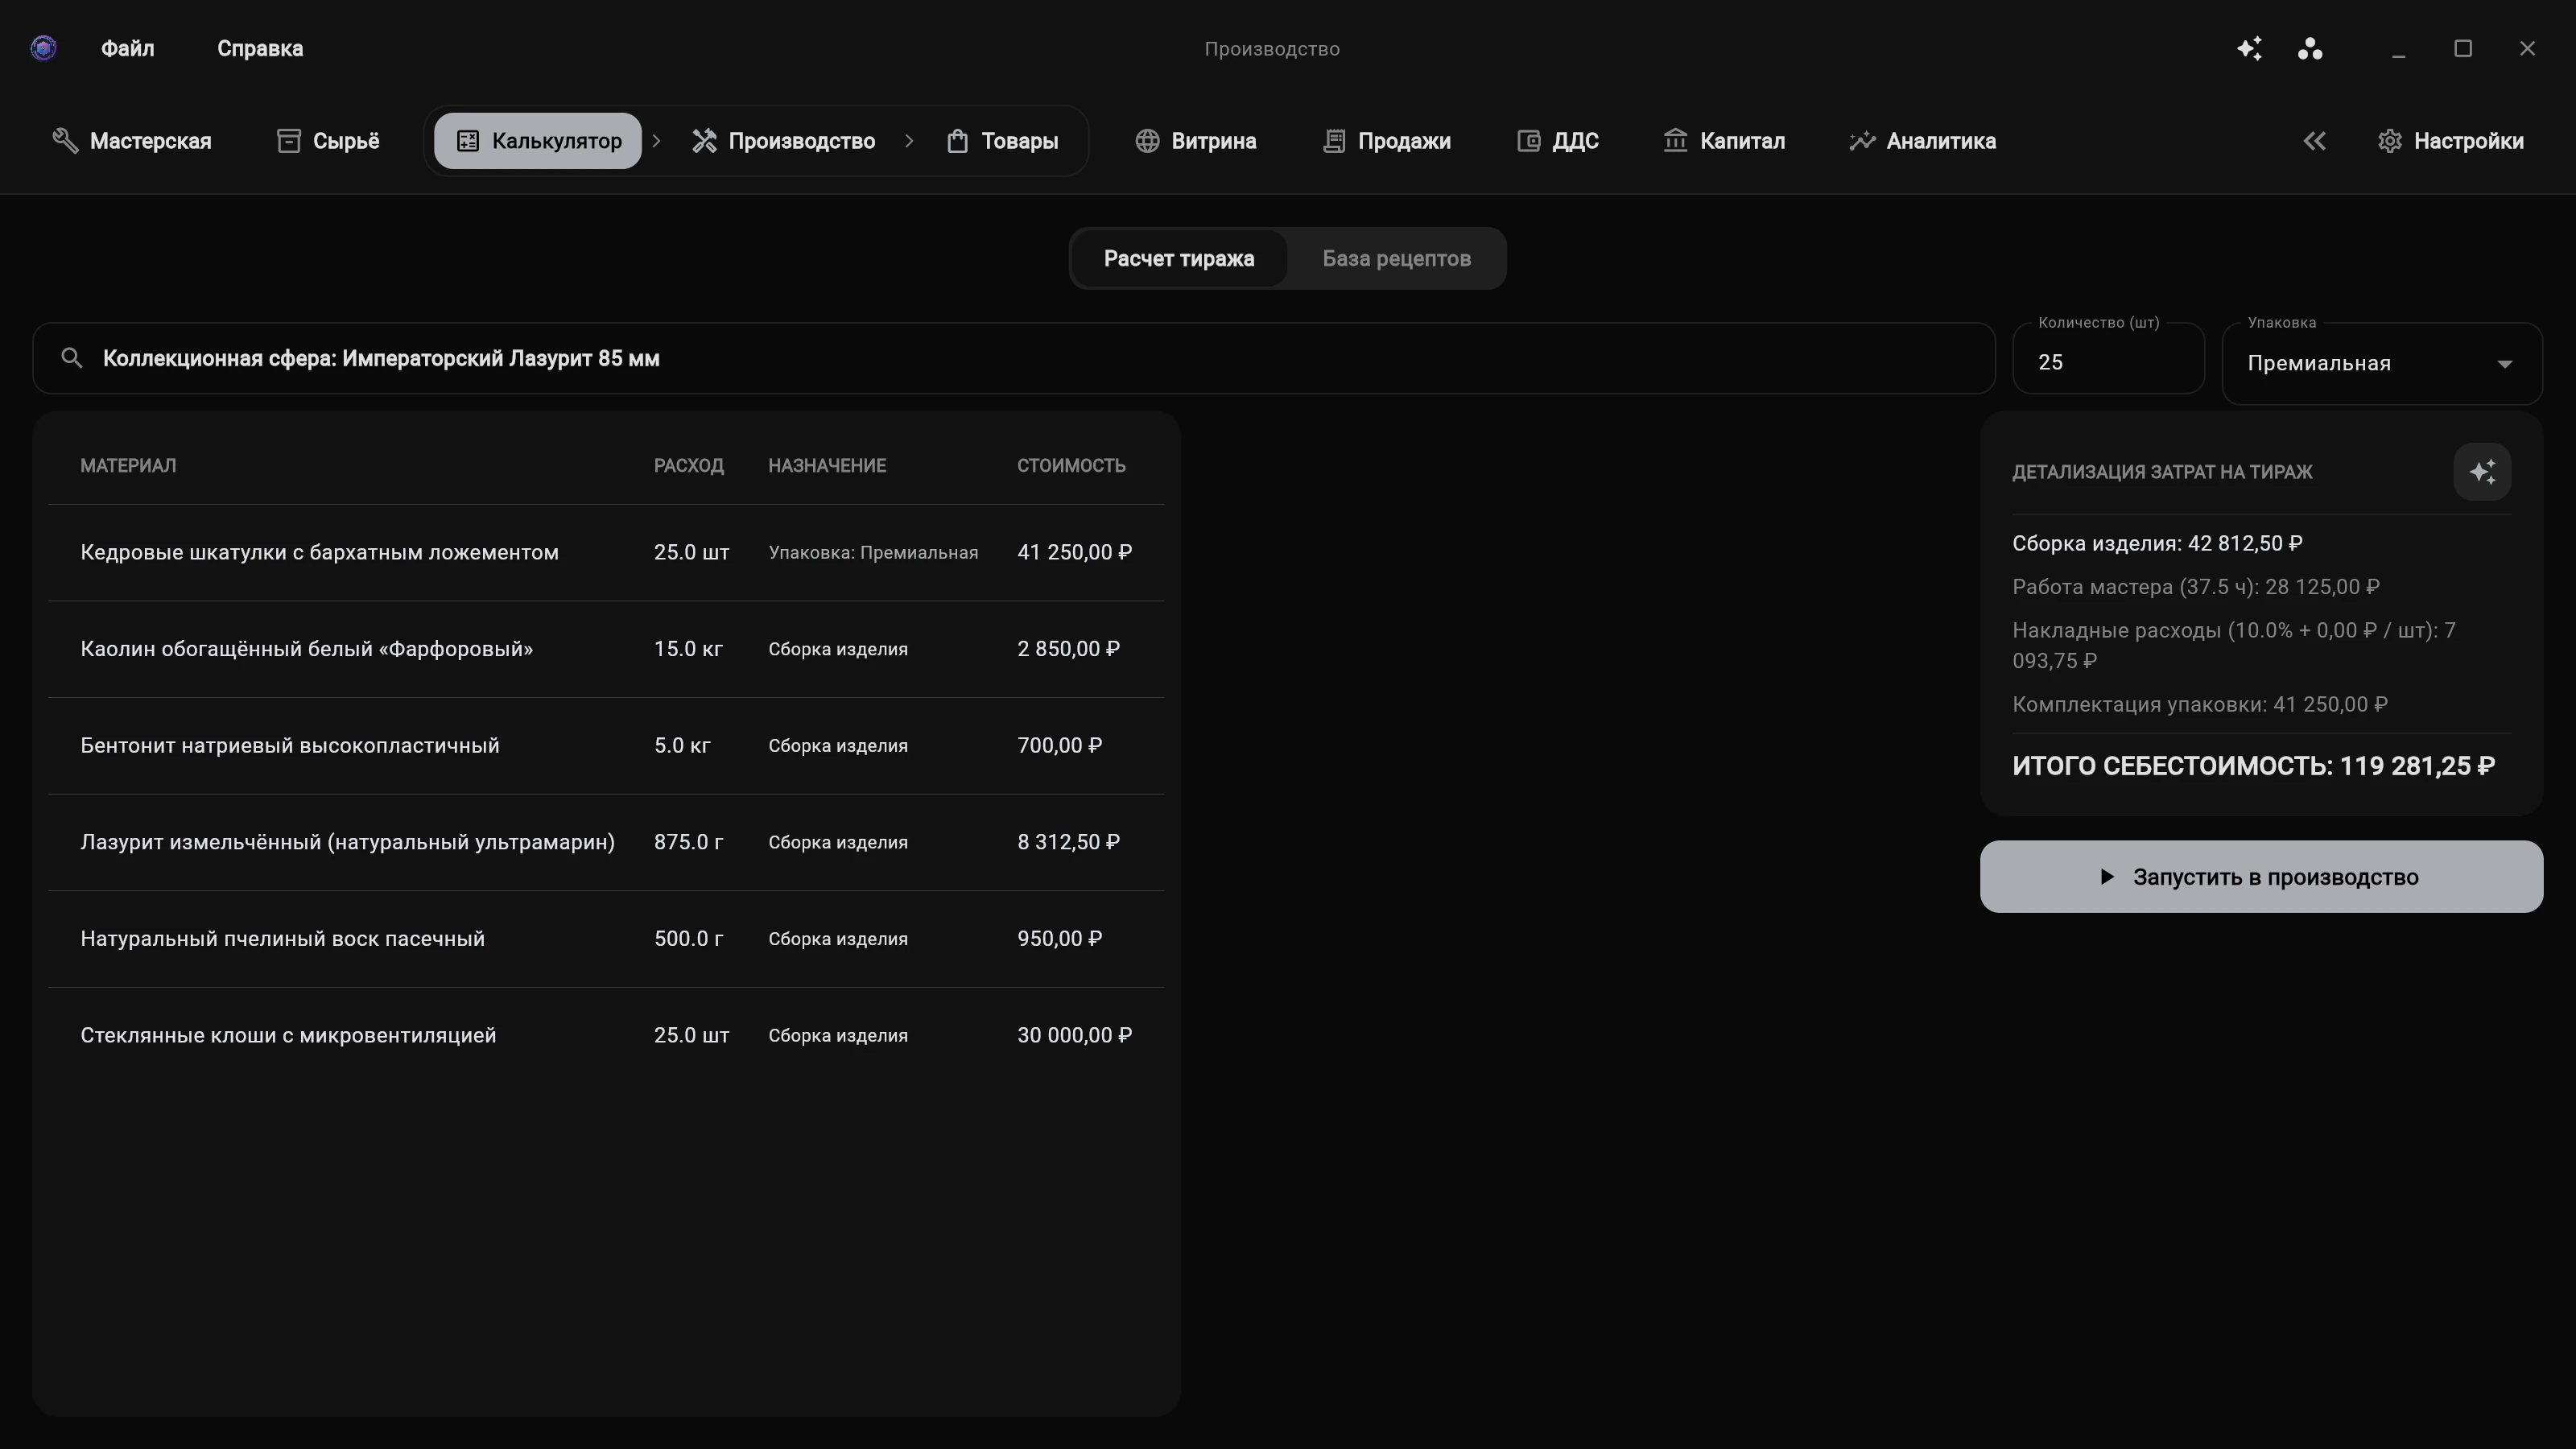 Файл
Справка
Производство
Мастерская
Сырьё
Калькулятор
Производство
Товары
Витрина
Продажи
ДДС
Капитал
Аналитика
Настройки
Расчет тиража
База рецептов
Коллекционная сфера: Императорский Лазурит 85 мм
Количество (шт)
25
Упаковка
Премиальная
МАТЕРИАЛ РАСХОД НАЗНАЧЕНИЕ СТОИМОСТЬ
Кедровые шкатулки с бархатным ложементом 25.0 шт Упаковка: Премиальная 41 250,00 ₽
Каолин обогащённый белый «Фарфоровый» 15.0 кг Сборка изделия 2 850,00 ₽
Бентонит натриевый высокопластичный 5.0 кг Сборка изделия 700,00 ₽
Лазурит измельчённый (натуральный ультрамарин) 875.0 г Сборка изделия 8 312,50 ₽
Натуральный пчелиный воск пасечный 500.0 г Сборка изделия 950,00 ₽
Стеклянные клоши с микровентиляцией 25.0 шт Сборка изделия 30 000,00 ₽
ДЕТАЛИЗАЦИЯ ЗАТРАТ НА ТИРАЖ
Сборка изделия: 42 812,50 ₽
Работа мастера (37.5 ч): 28 125,00 ₽
Накладные расходы (10.0% + 0,00 ₽ / шт): 7
093,75 ₽
Комплектация упаковки: 41 250,00 ₽
ИТОГО СЕБЕСТОИМОСТЬ: 119 281,25 ₽
Запустить в производство